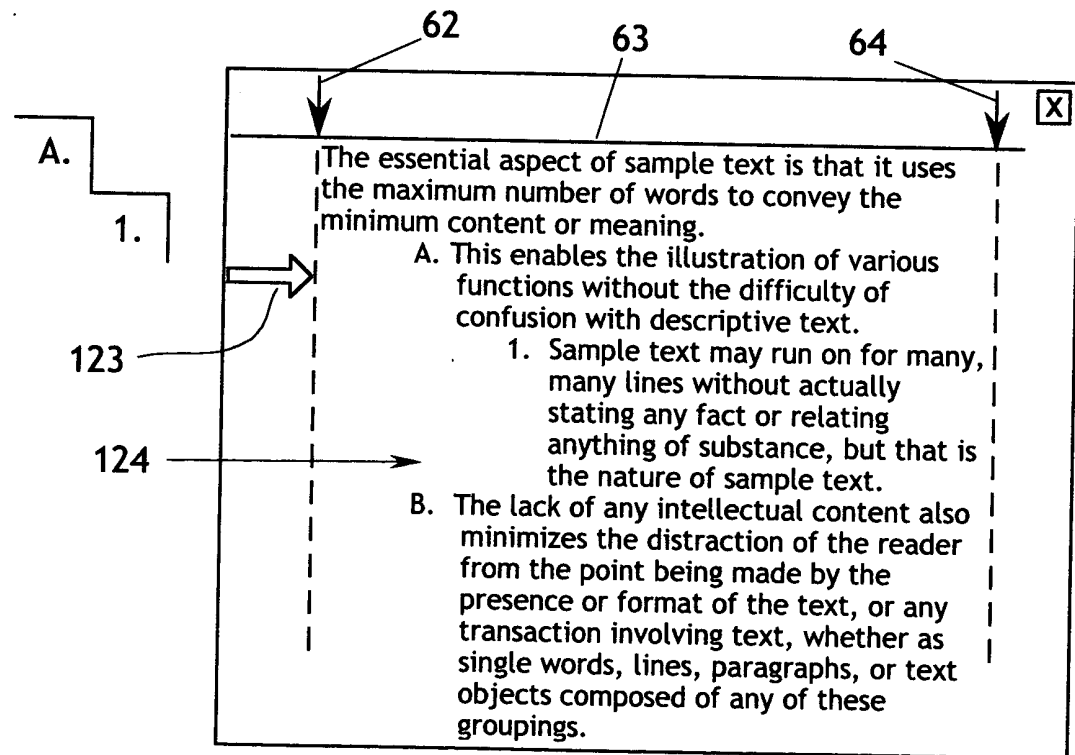 62
63
64
X
A.
1.
The essential aspect of sample text is that it uses
the maximum number of words to convey the
minimum content or meaning.
A. This enables the illustration of various
functions without the difficulty of
confusion with descriptive text.
1. Sample text may run on for many,
many lines without actually
stating any fact or relating
anything of substance, but that is
the nature of sample text.
B. The lack of any intellectual content also
minimizes the distraction of the reader
from the point being made by the
presence or format of the text, or any
transaction involving text, whether as
single words, lines, paragraphs, or text
objects composed of any of these
groupings.
123
124